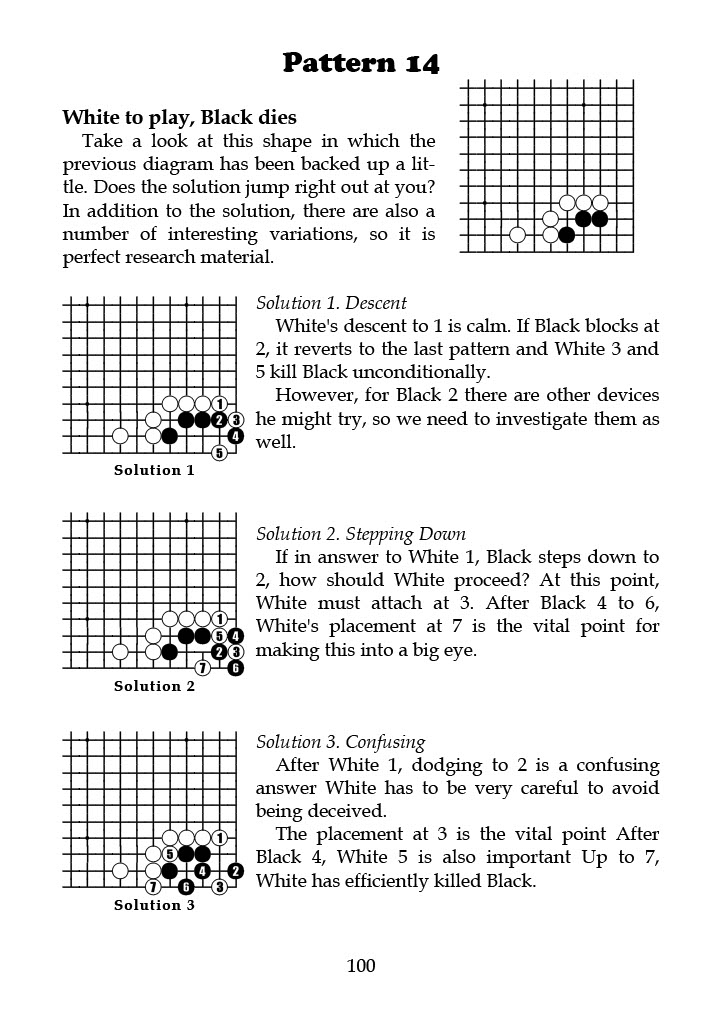 Pattern 14
White to play, Black dies
Take a look at this shape in which the
previous diagram has been backed up a lit-
tle. Does the solution jump right out at you?
In addition to the solution, there are also a
number of interesting variations, so it is
perfect research material.
Solution 1. Descent
White's descent to 1 is calm. If Black blocks at
2, it reverts to the last pattern and White 3 and
5 kill Black unconditionally.
However, for Black 2 there are other devices
he might try, so we need to investigate them as
well.
1
2 3
4
5
Solution 1
Solution 2. Stepping Down
If in answer to White 1, Black steps down to
2, how should White proceed? At this point,
White must attach at 3. After Black 4 to 6,
White's placement at 7 is the vital point for
making this into a big eye.
1
5 4
2 3
7 6
Solution 2
Solution 3. Confusing
After White 1, dodging to 2 is a confusing
answer White has to be very careful to avoid
being deceived.
The placement at 3 is the vital point After
Black 4, White 5 is also important Up to 7,
White has efficiently killed Black.
1
5
4 2
7 6 3
Solution 3
100